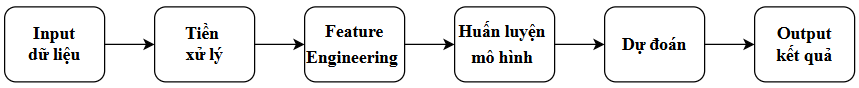 Input
dữ liệu
Tiền
xử lý
Feature
Engineering
Huấn luyện
mô hình
Dự đoán
Output
kết quả